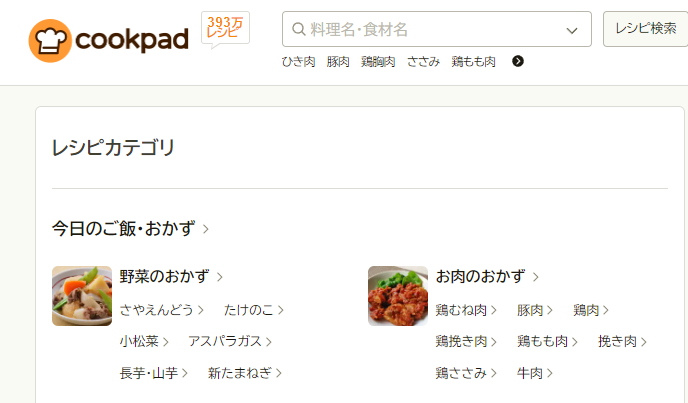 cookpad
393万
レシピ
料理名・食材名
レシピ検索
ひき肉 豚肉 鶏胸肉 ささみ 鶏もも肉
レシピカテゴリ
今日のご飯・おかず
野菜のおかず
さやえんどう たけのこ
小松菜 アスパラガス
長芋・山芋 新たまねぎ
お肉のおかず
鶏むね肉 豚肉 鶏肉
鶏挽き肉 鶏もも肉 挽き肉
鶏ささみ 牛肉